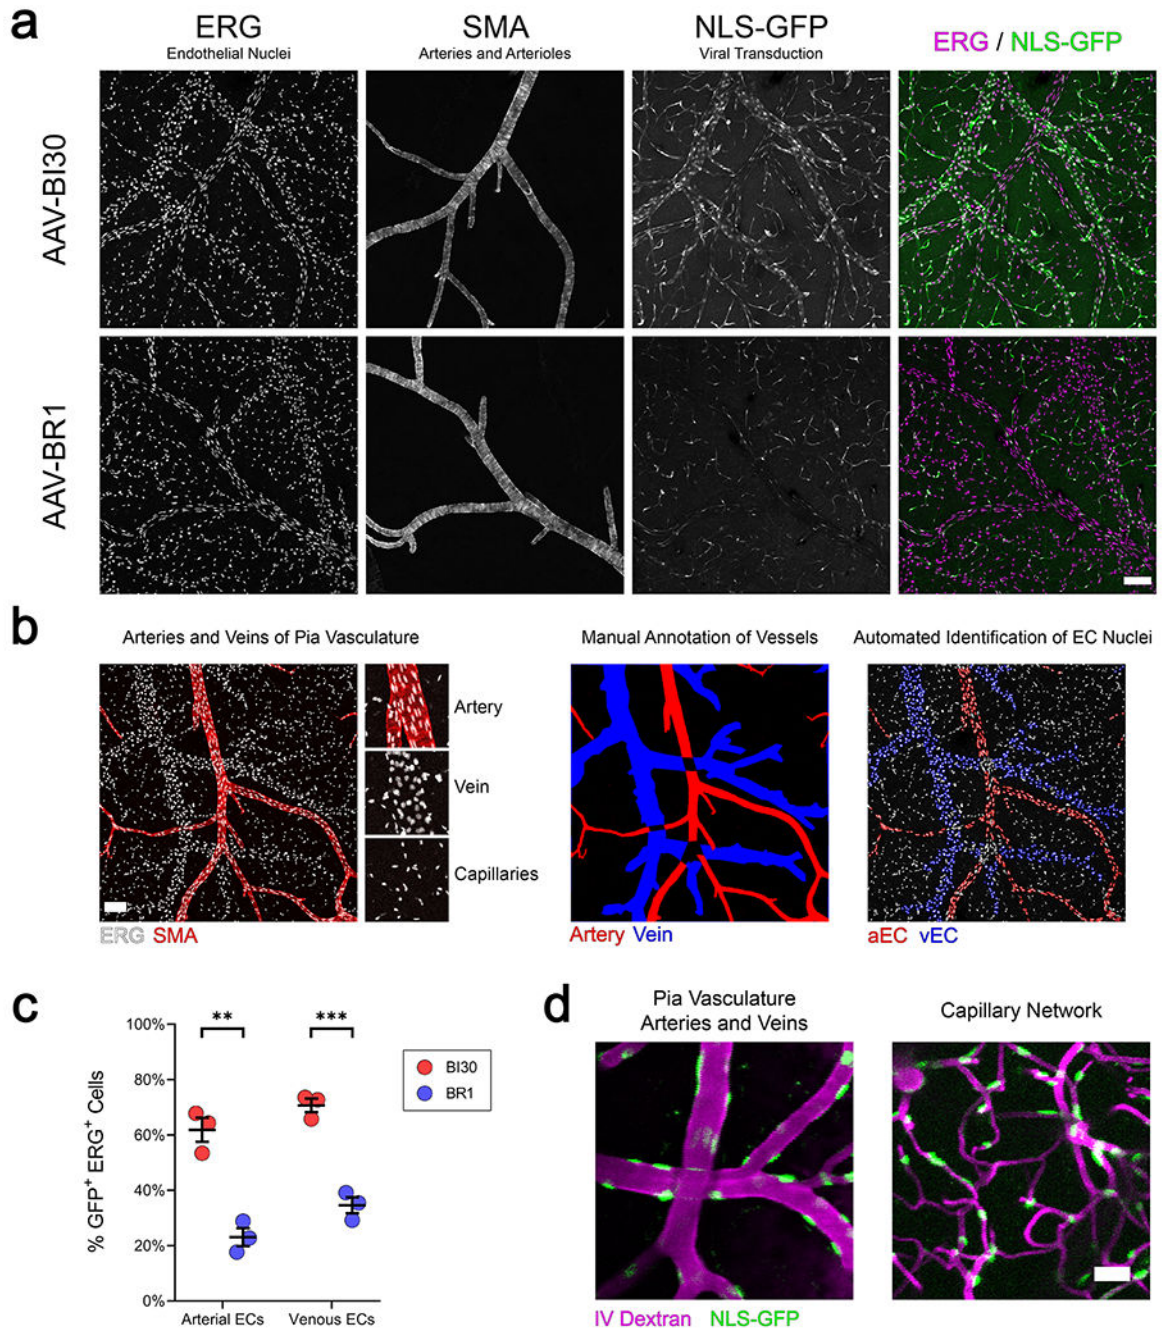 a
ERG
Endothelial Nuclei
SMA
Arteries and Arterioles
NLS-GFP
Viral Transduction
ERG / NLS-GFP
AAV-BI30
AAV-BR1
b
Arteries and Veins of Pia Vasculature
Manual Annotation of Vessels
Automated Identification of EC Nuclei
Artery
Vein
Capillaries
ERG SMA
Artery Vein
aEC vEC
c
% GFP⁺ ERG⁺ Cells
100%
80%
60%
40%
20%
0%
**
***
Arterial ECs
Venous ECs
BI30
BR1
d
Pia Vasculature
Arteries and Veins
Capillary Network
IV Dextran NLS-GFP